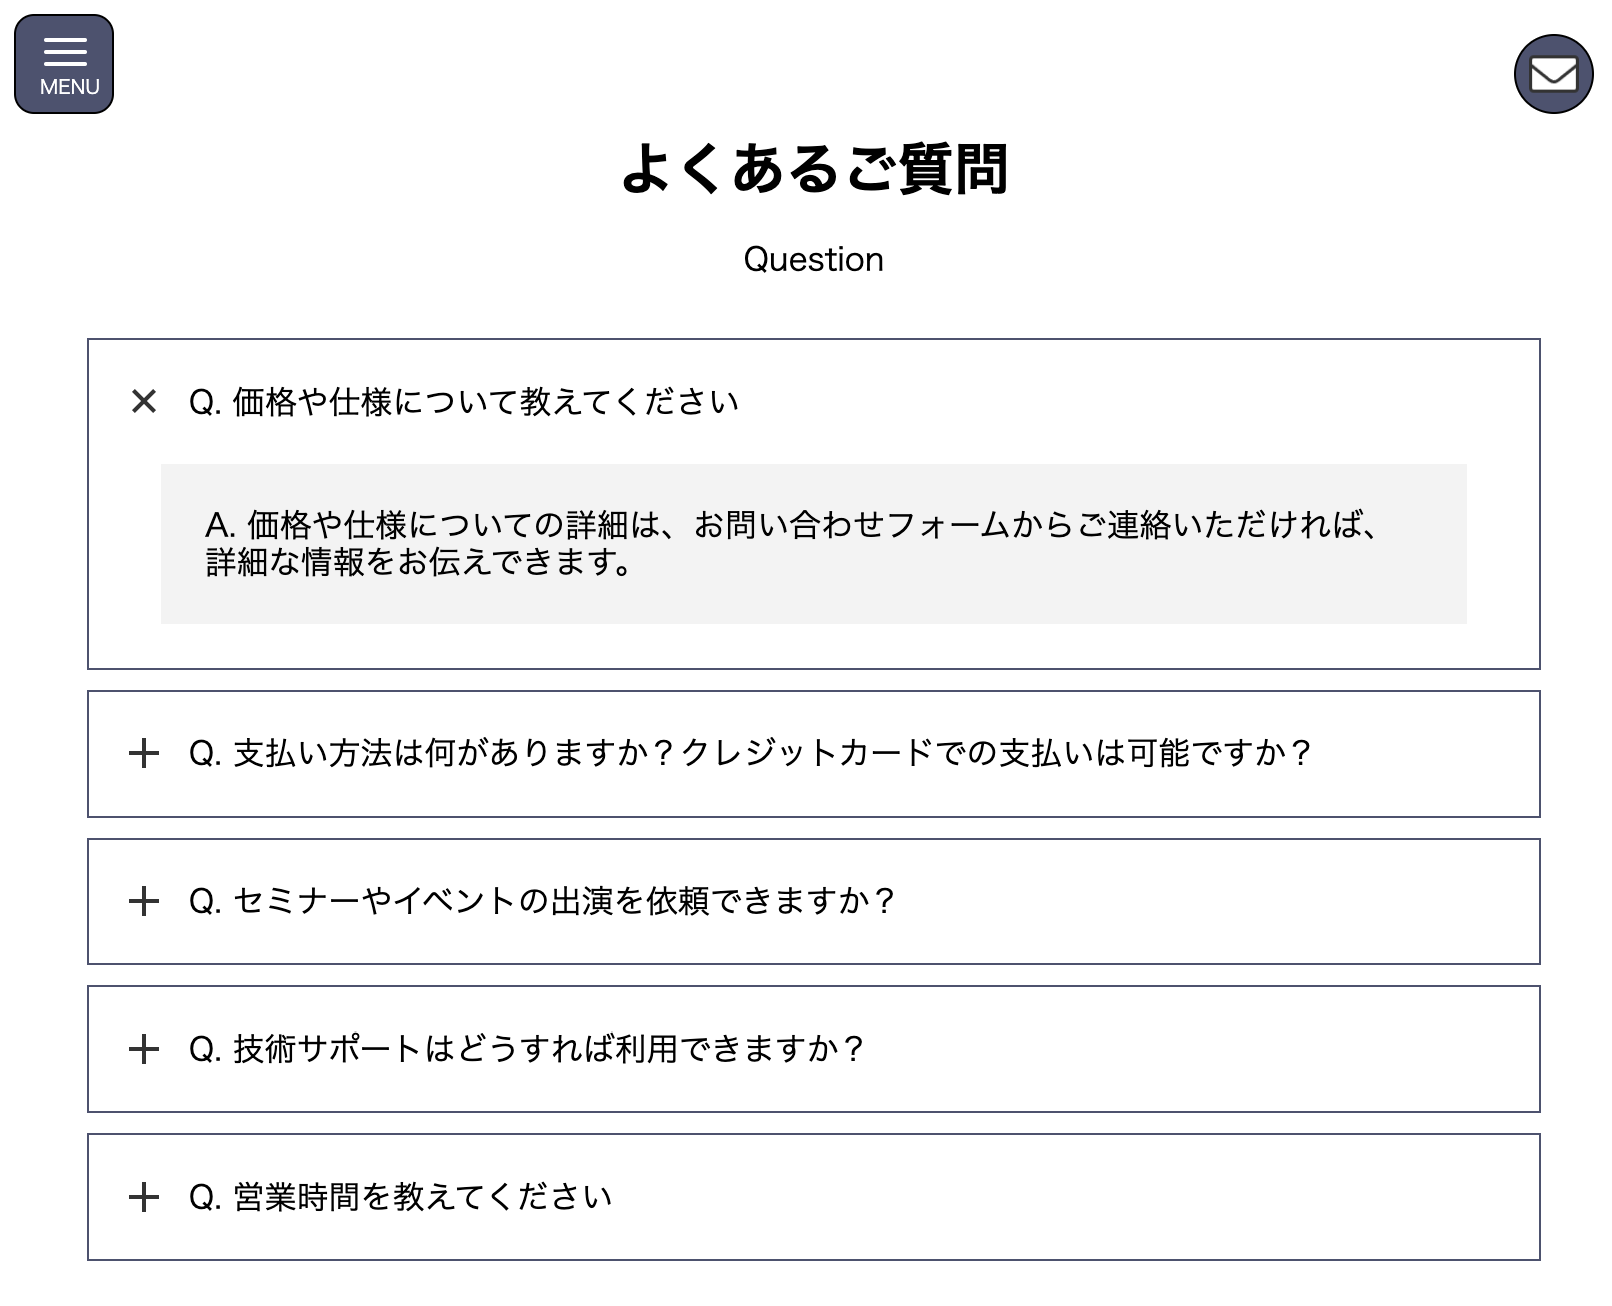 MENU
よくあるご質問
Question
Q. 価格や仕様について教えてください
A. 価格や仕様についての詳細は、お問い合わせフォームからご連絡いただければ、
詳細な情報をお伝えできます。
Q. 支払い方法は何がありますか？クレジットカードでの支払いは可能ですか？
Q. セミナーやイベントの出演を依頼できますか？
Q. 技術サポートはどうすれば利用できますか？
Q. 営業時間を教えてください